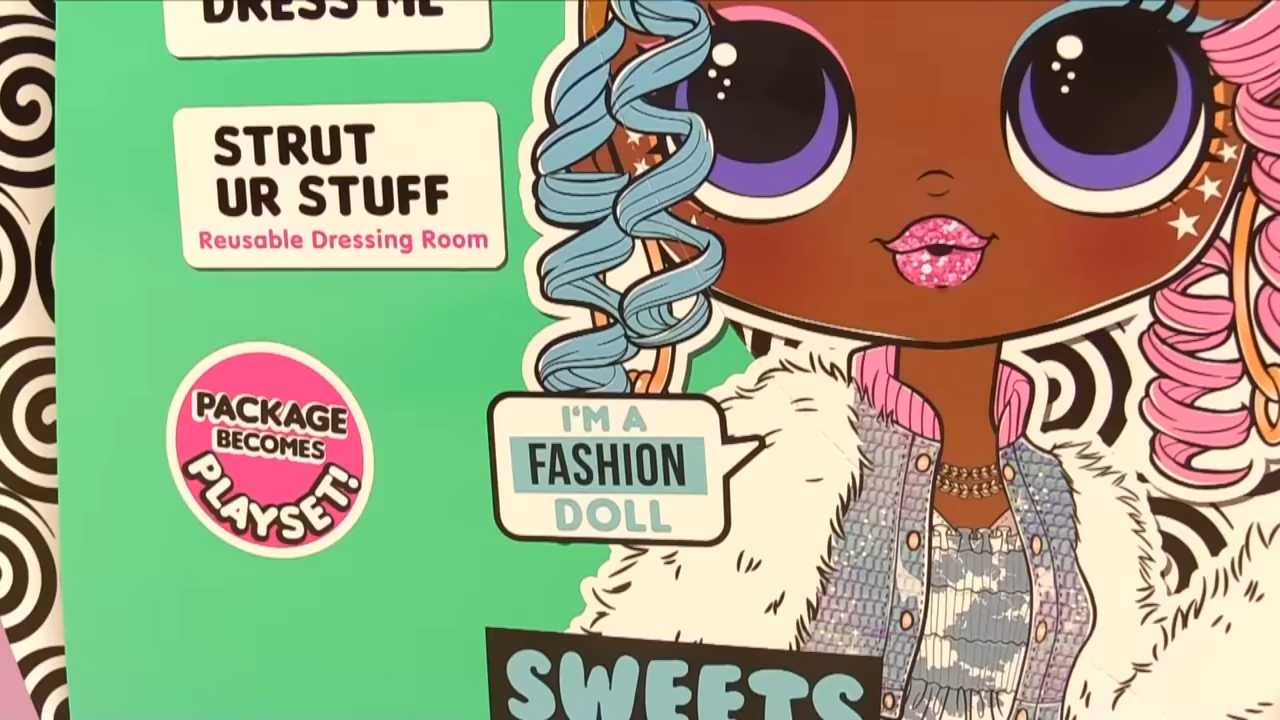 DRESS ME
STRUT
UR STUFF
Reusable Dressing Room
PACKAGE
BECOMES
PLAYSET!
I'M A
FASHION
DOLL
SWEETS